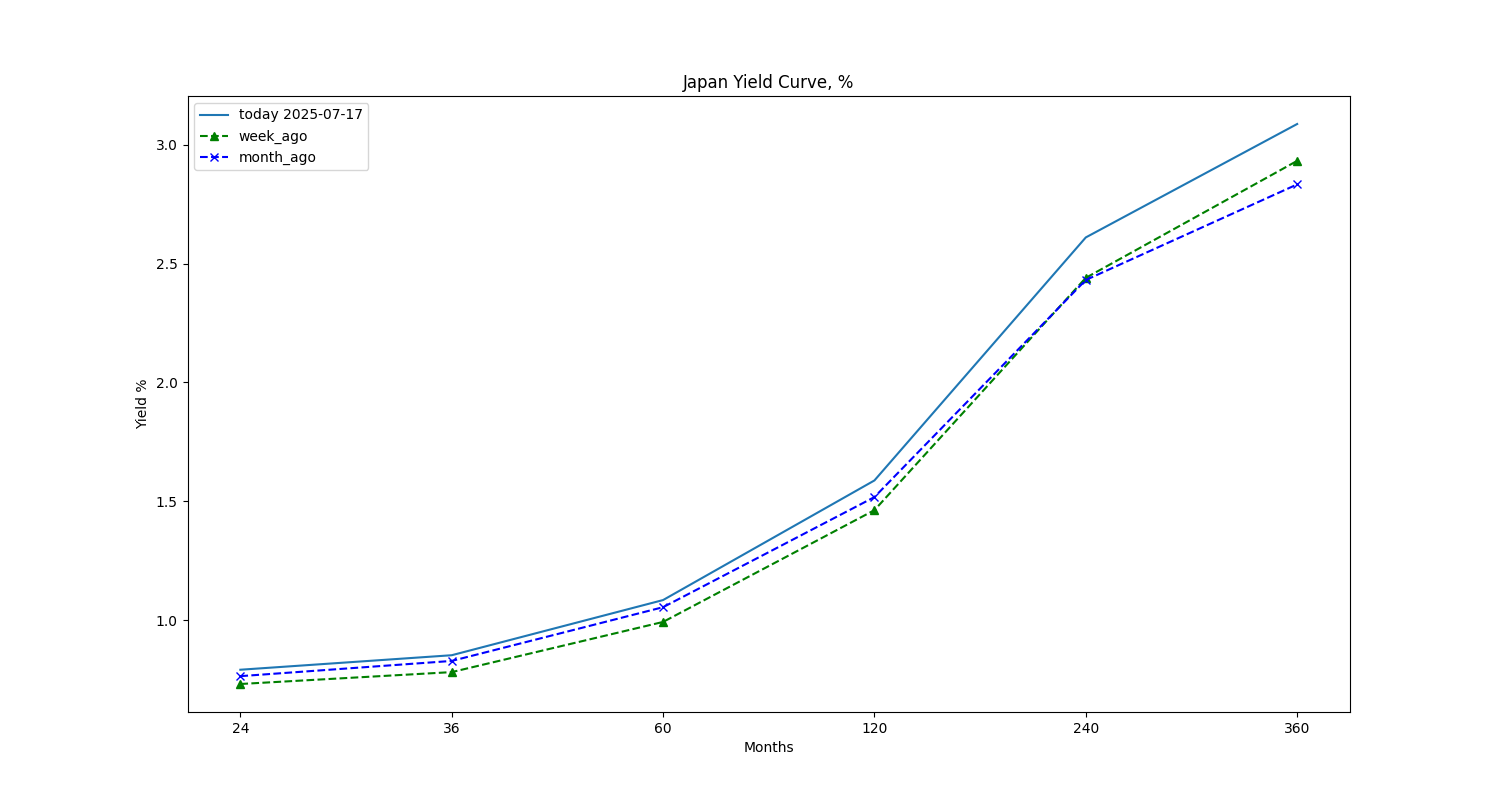 Japan Yield Curve, %
today 2025-07-17
week_ago
month_ago
3.0
2.5
2.0
1.5
1.0
Yield %
24 36 60 120 240 360
Months